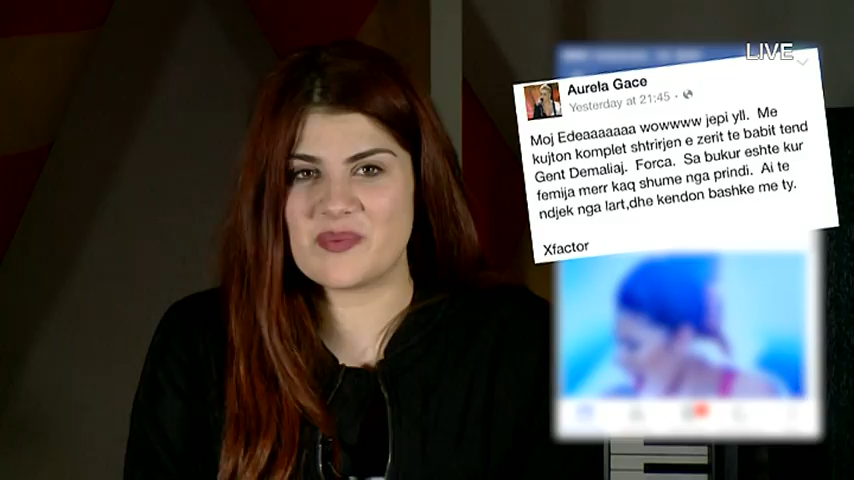 LIVE
Aurela Gace
Yesterday at 21:45
Moj Edeaaaaaaa wowwww jepi yll. Me
kujton komplet shtrirjen e zerit te babit tend
Gent Demaliaj. Forca. Sa bukur eshte kur
femija merr kaq shume nga prindi. Ai te
ndjek nga lart,dhe kendon bashke me ty.
Xfactor